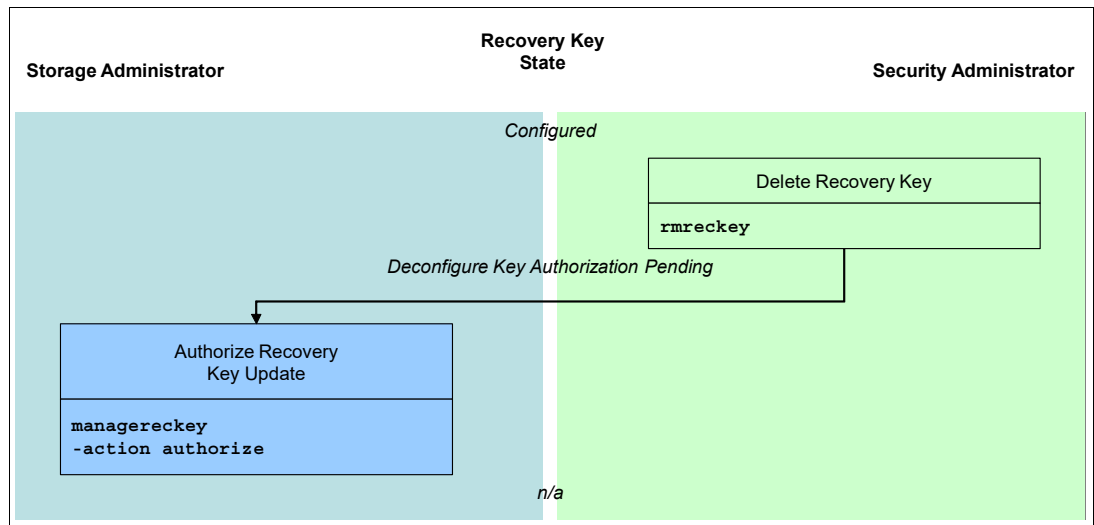 Recovery Key
State
Storage Administrator
Security Administrator
Configured
Delete Recovery Key
rmreckey
Deconfigure Key Authorization Pending
Authorize Recovery
Key Update
managereckey
-action authorize
n/a